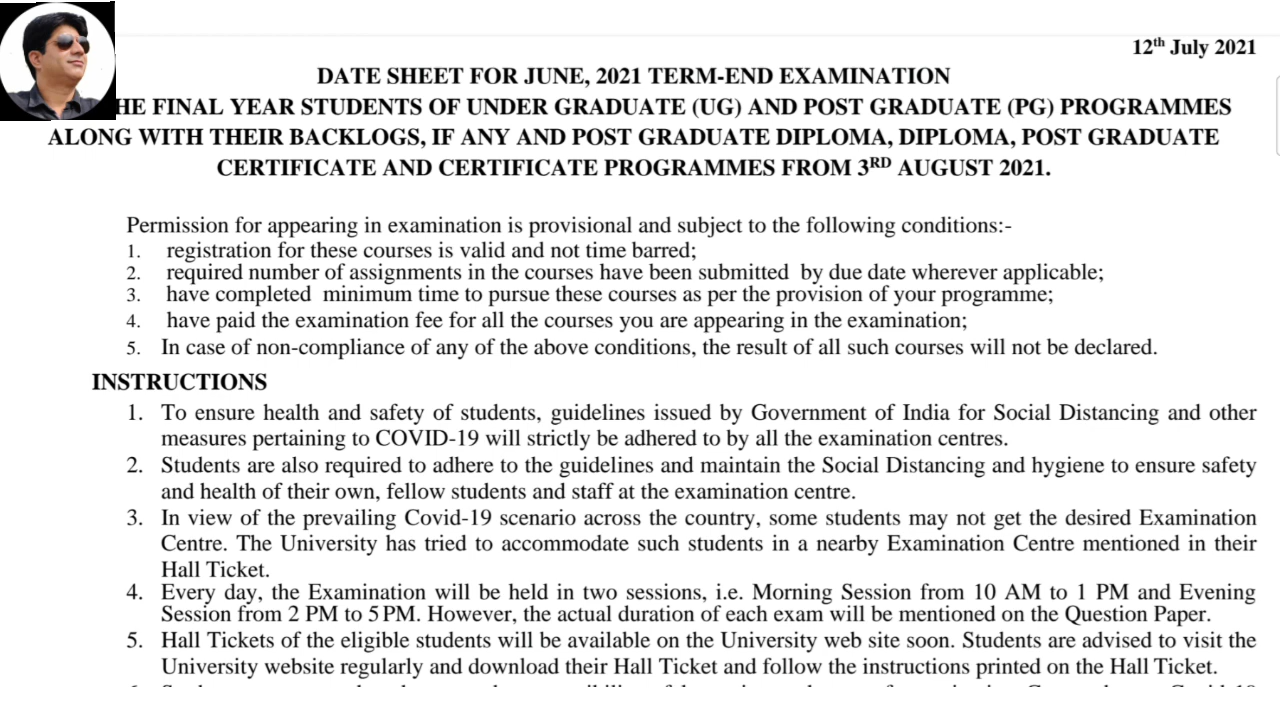 12th July 2021
DATE SHEET FOR JUNE, 2021 TERM-END EXAMINATION
HE FINAL YEAR STUDENTS OF UNDER GRADUATE (UG) AND POST GRADUATE (PG) PROGRAMMES
ALONG WITH THEIR BACKLOGS, IF ANY AND POST GRADUATE DIPLOMA, DIPLOMA, POST GRADUATE
CERTIFICATE AND CERTIFICATE PROGRAMMES FROM 3RD AUGUST 2021.
Permission for appearing in examination is provisional and subject to the following conditions:-
1. registration for these courses is valid and not time barred;
2. required number of assignments in the courses have been submitted by due date wherever applicable;
3. have completed minimum time to pursue these courses as per the provision of your programme;
4. have paid the examination fee for all the courses you are appearing in the examination;
5. In case of non-compliance of any of the above conditions, the result of all such courses will not be declared.
INSTRUCTIONS
1. To ensure health and safety of students, guidelines issued by Government of India for Social Distancing and other
measures pertaining to COVID-19 will strictly be adhered to by all the examination centres.
2. Students are also required to adhere to the guidelines and maintain the Social Distancing and hygiene to ensure safety
and health of their own, fellow students and staff at the examination centre.
3. In view of the prevailing Covid-19 scenario across the country, some students may not get the desired Examination
Centre. The University has tried to accommodate such students in a nearby Examination Centre mentioned in their
Hall Ticket.
4. Every day, the Examination will be held in two sessions, i.e. Morning Session from 10 AM to 1 PM and Evening
Session from 2 PM to 5 PM. However, the actual duration of each exam will be mentioned on the Question Paper.
5. Hall Tickets of the eligible students will be available on the University web site soon. Students are advised to visit the
University website regularly and download their Hall Ticket and follow the instructions printed on the Hall Ticket.